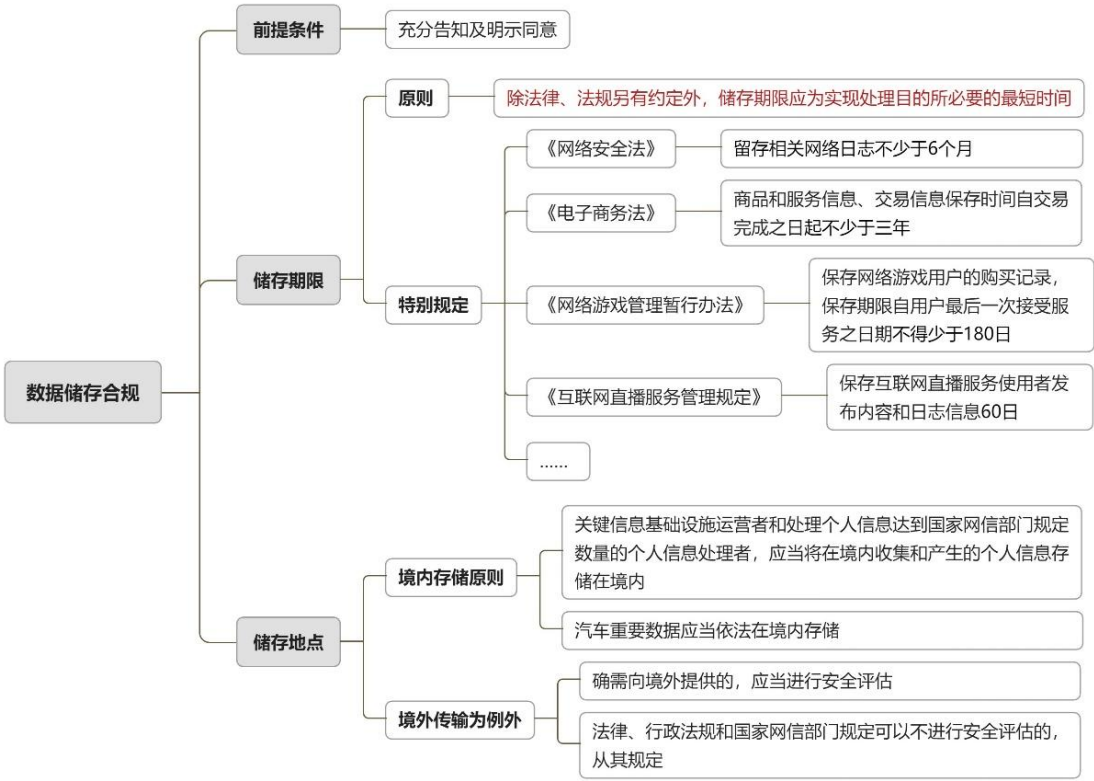 数据储存合规
前提条件
充分告知及明示同意
储存期限
原则
除法律、法规另有约定外，储存期限应为实现处理目的所必要的最短时间
特别规定
《网络安全法》
留存相关网络日志不少于6个月
《电子商务法》
商品和服务信息、交易信息保存时间自交易
完成之日起不少于三年
《网络游戏管理暂行办法》
保存网络游戏用户的购买记录，
保存期限自用户最后一次接受服
务之日期不得少于180日
《互联网直播服务管理规定》
保存互联网直播服务使用者发
布内容和日志信息60日
......
储存地点
境内存储原则
关键信息基础设施运营者和处理个人信息达到国家网信部门规定
数量的个人信息处理者，应当将在境内收集和产生的个人信息存
储在境内
汽车重要数据应当依法在境内存储
境外传输为例外
确需向境外提供的，应当进行安全评估
法律、行政法规和国家网信部门规定可以不进行安全评估的，
从其规定